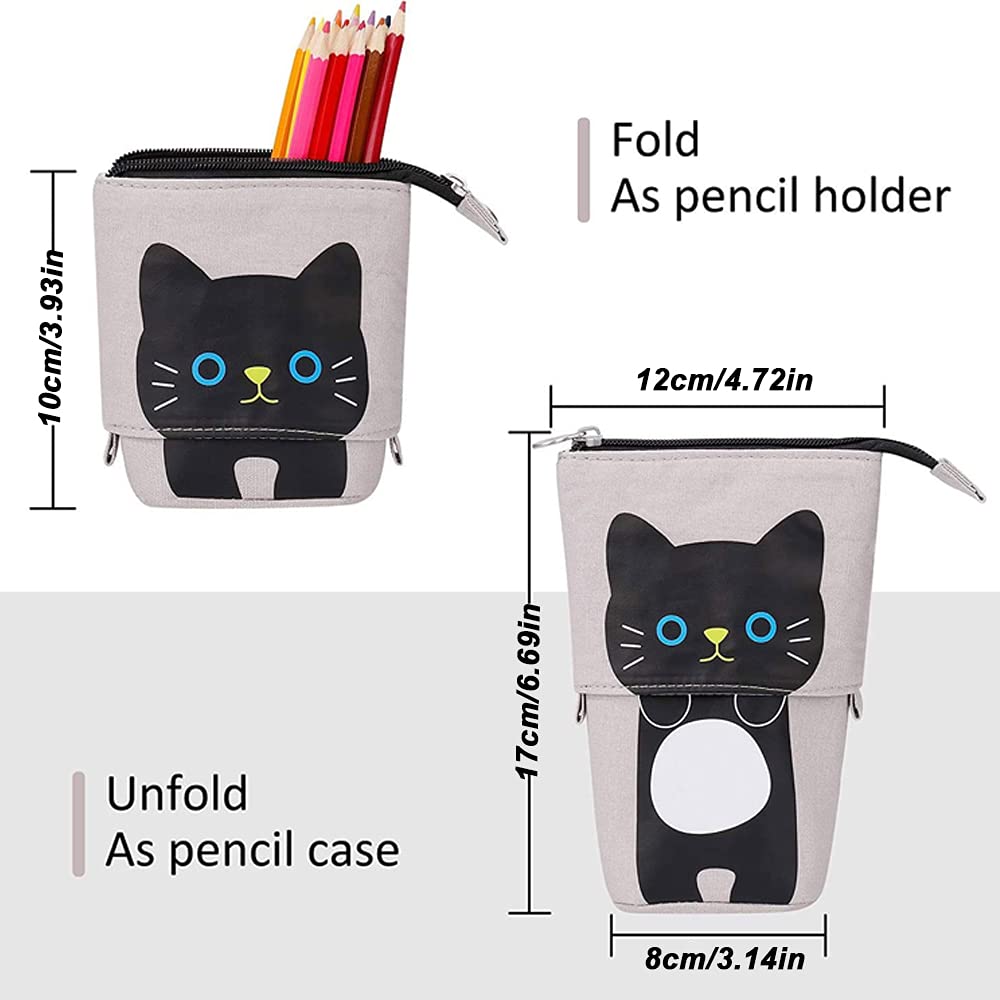 Fold
As pencil holder
10cm/3.93in
12cm/4.72in
17cm/6.69in
Unfold
As pencil case
8cm/3.14in